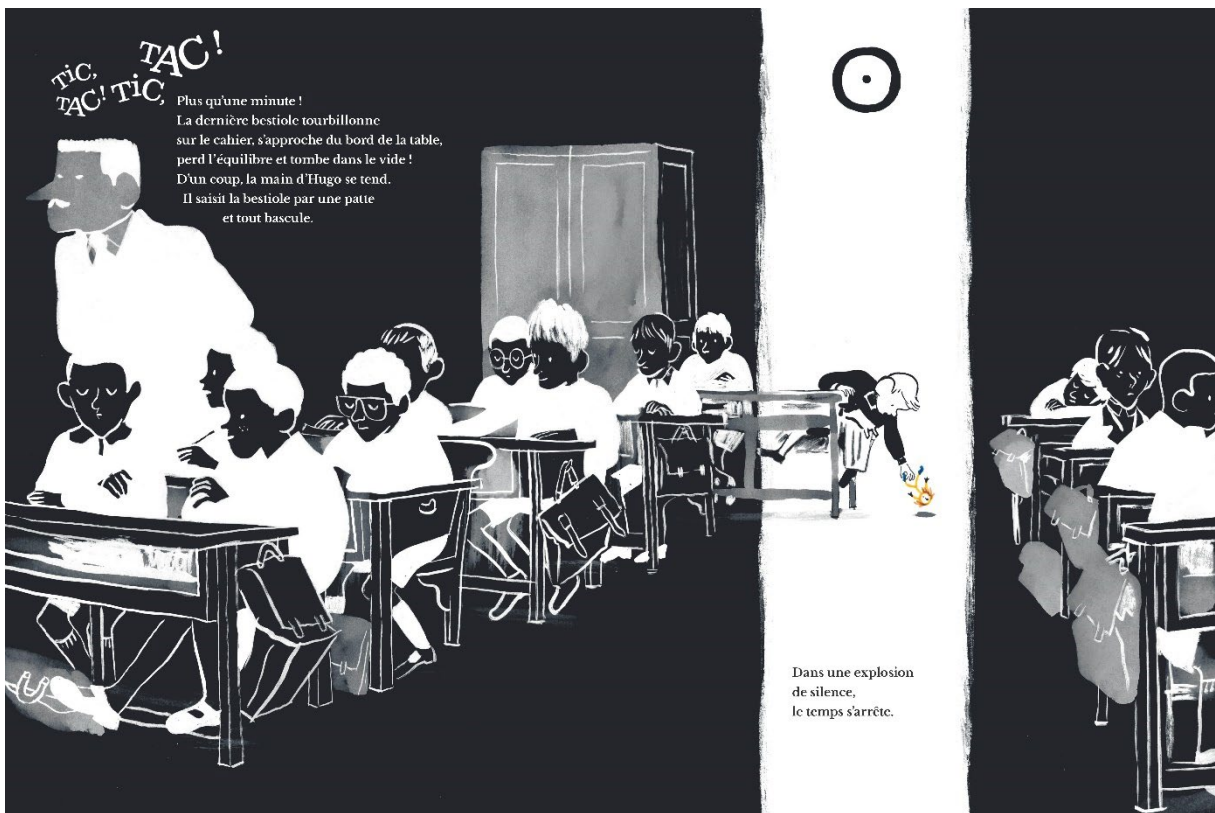 TiC,
TAC! TiC,
TAC !
Plus qu’une minute !
La dernière bestiole tourbillonne
sur le cahier, s’approche du bord de la table,
perd l’équilibre et tombe dans le vide !
D’un coup, la main d’Hugo se tend.
Il saisit la bestiole par une patte
et tout bascule.
Dans une explosion
de silence,
le temps s’arrête.